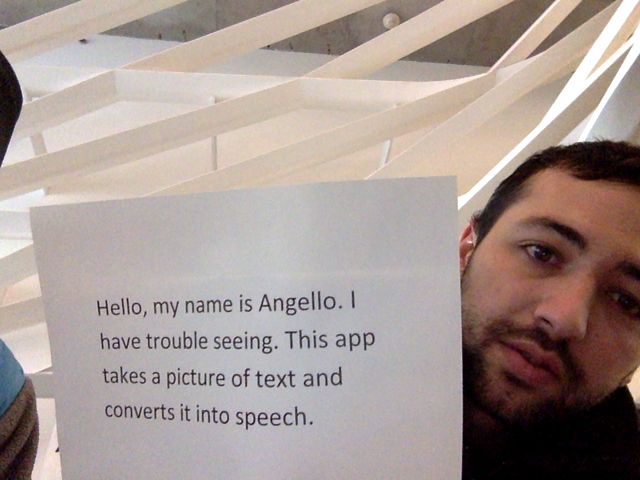 Hello, my name is Angello. I
have trouble seeing. This app
takes a picture of text and
converts it into speech.